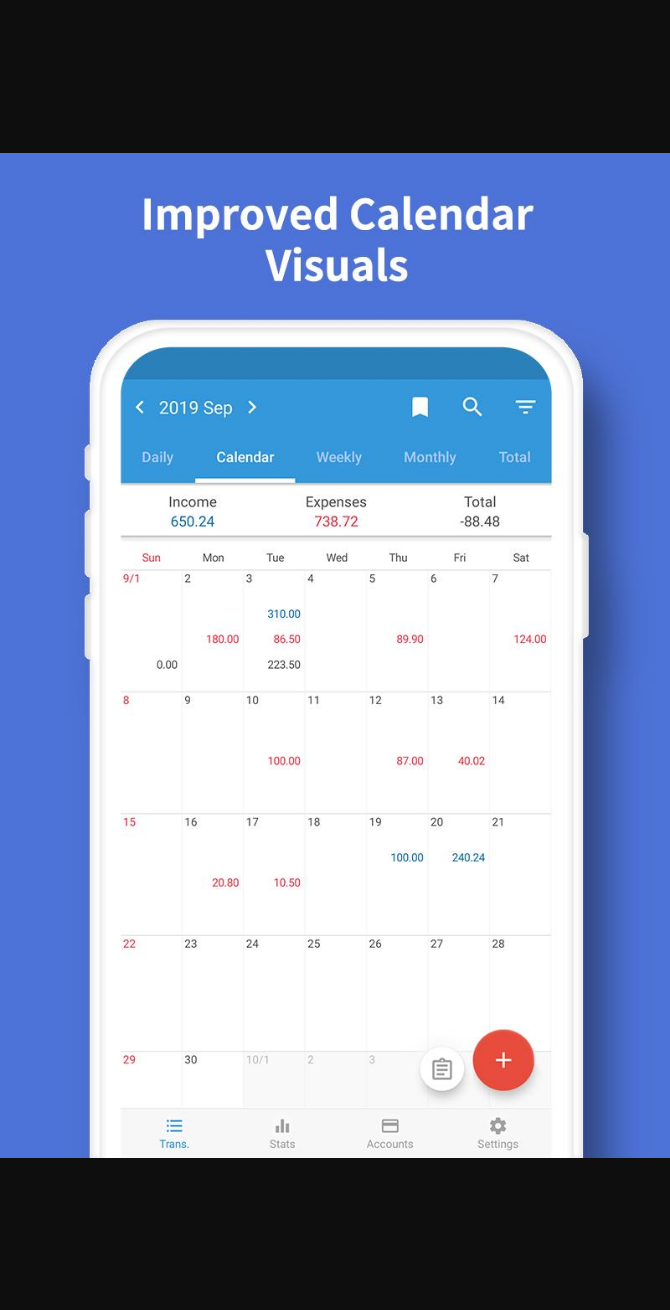 Improved Calendar
Visuals
2019 Sep
Daily Calendar Weekly Monthly Total
Income Expenses Total
650.24 738.72 -88.48
Sun Mon Tue Wed Thu Fri Sat
9/1 2 3 4 5 6 7
310.00
180.00 86.50 89.90 124.00
0.00 223.50
8 9 10 11 12 13 14
100.00 87.00 40.02
15 16 17 18 19 20 21
100.00 240.24
20.80 10.50
22 23 24 25 26 27 28
29 30 10/1 2 3
Trans. Stats Accounts Settings